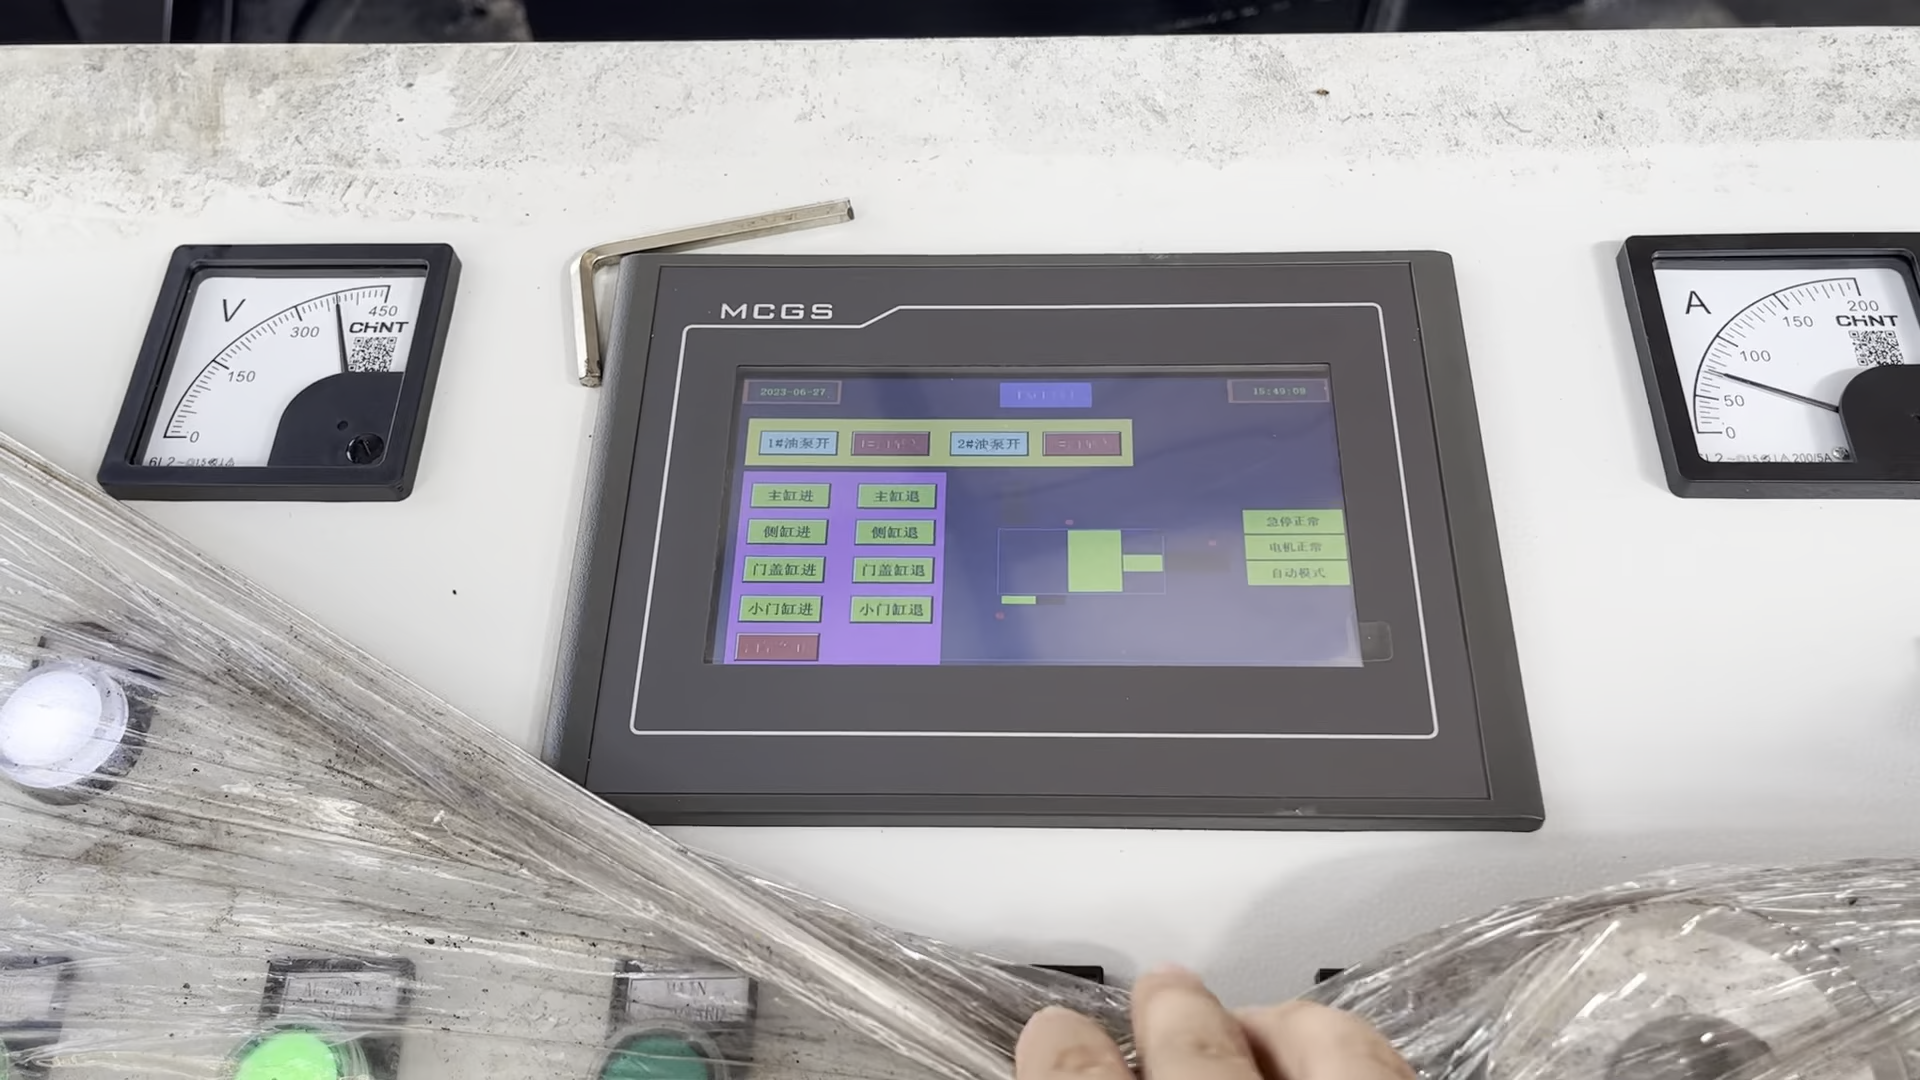 V
450
300
150
0
CHNT
MCGS
2023-06-27
15:49:09
1#油泵开
2#油泵开
主缸进 主缸退
侧缸进 侧缸退
门盖缸进 门盖缸退
小门缸进 小门缸退
急停正常
电机正常
自动模式
A
200
150
100
50
0
CHNT
200/5A
MAIN